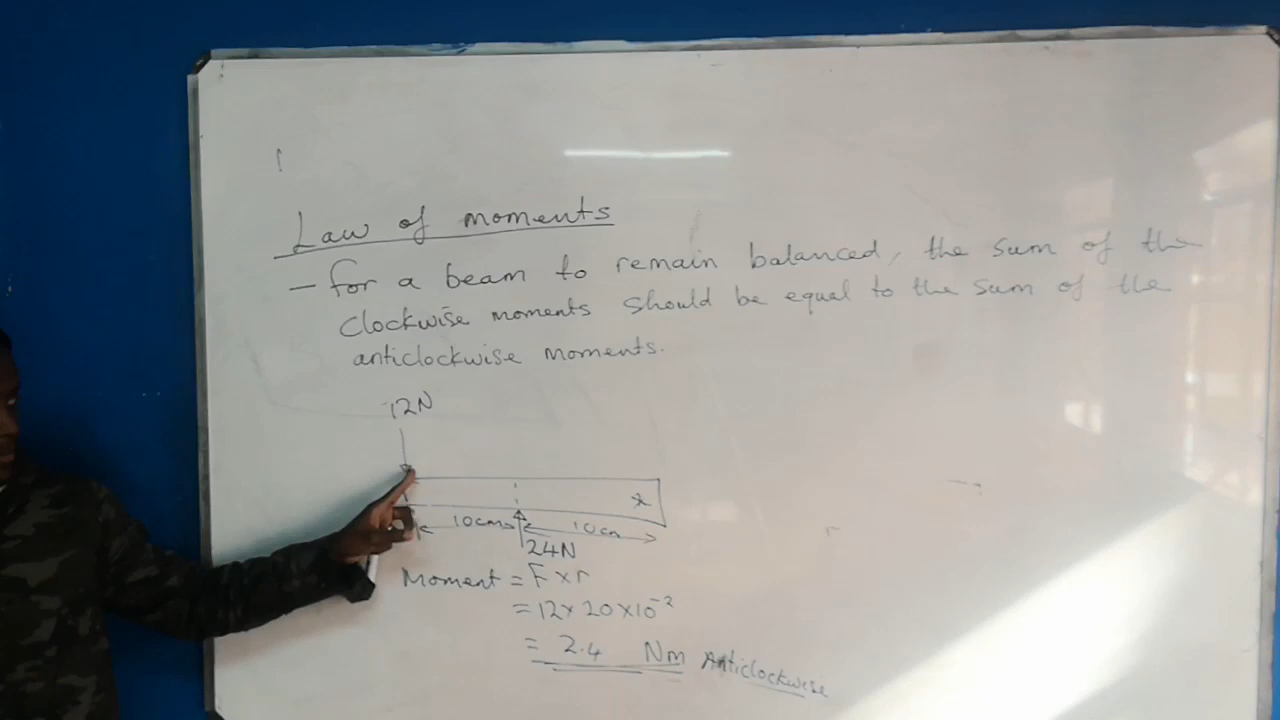 Law of moments
- for a beam to remain balanced, the sum of the
clockwise moments should be equal to the sum of the
anticlockwise moments.
12N
x
10cm 10cm
24N
Moment = F x r
= 12 x 20 x 10⁻²
= 2.4 Nm Anticlockwise